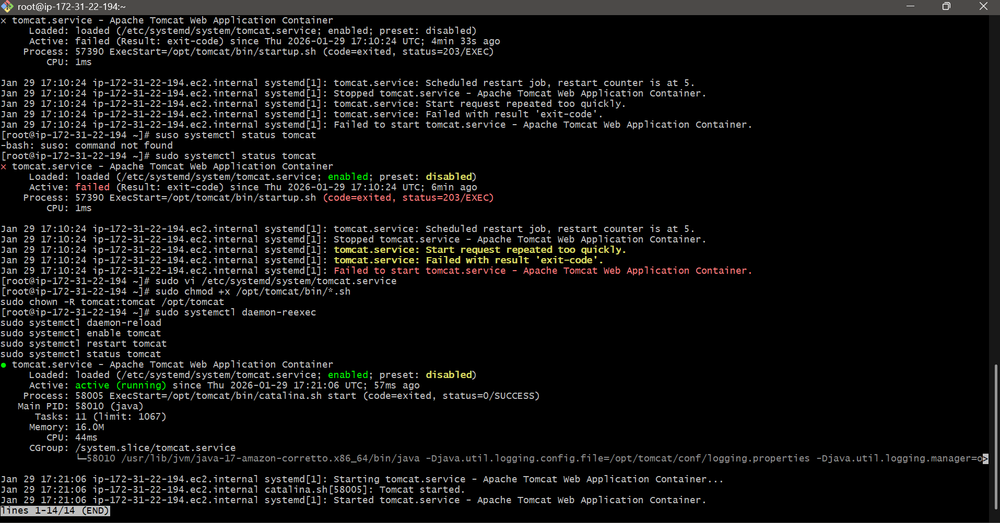 root@ip-172-31-22-194:~
× tomcat.service - Apache Tomcat Web Application Container
     Loaded: loaded (/etc/systemd/system/tomcat.service; enabled; preset: disabled)
     Active: failed (Result: exit-code) since Thu 2026-01-29 17:10:24 UTC; 4min 33s ago
    Process: 57390 ExecStart=/opt/tomcat/bin/startup.sh (code=exited, status=203/EXEC)
        CPU: 1ms

Jan 29 17:10:24 ip-172-31-22-194.ec2.internal systemd[1]: tomcat.service: Scheduled restart job, restart counter is at 5.
Jan 29 17:10:24 ip-172-31-22-194.ec2.internal systemd[1]: Stopped tomcat.service - Apache Tomcat Web Application Container.
Jan 29 17:10:24 ip-172-31-22-194.ec2.internal systemd[1]: tomcat.service: Start request repeated too quickly.
Jan 29 17:10:24 ip-172-31-22-194.ec2.internal systemd[1]: tomcat.service: Failed with result 'exit-code'.
Jan 29 17:10:24 ip-172-31-22-194.ec2.internal systemd[1]: Failed to start tomcat.service - Apache Tomcat Web Application Container.
[root@ip-172-31-22-194 ~]# suso systemctl status tomcat
-bash: suso: command not found
[root@ip-172-31-22-194 ~]# sudo systemctl status tomcat
× tomcat.service - Apache Tomcat Web Application Container
     Loaded: loaded (/etc/systemd/system/tomcat.service; enabled; preset: disabled)
     Active: failed (Result: exit-code) since Thu 2026-01-29 17:10:24 UTC; 6min ago
    Process: 57390 ExecStart=/opt/tomcat/bin/startup.sh (code=exited, status=203/EXEC)
        CPU: 1ms

Jan 29 17:10:24 ip-172-31-22-194.ec2.internal systemd[1]: tomcat.service: Scheduled restart job, restart counter is at 5.
Jan 29 17:10:24 ip-172-31-22-194.ec2.internal systemd[1]: Stopped tomcat.service - Apache Tomcat Web Application Container.
Jan 29 17:10:24 ip-172-31-22-194.ec2.internal systemd[1]: tomcat.service: Start request repeated too quickly.
Jan 29 17:10:24 ip-172-31-22-194.ec2.internal systemd[1]: tomcat.service: Failed with result 'exit-code'.
Jan 29 17:10:24 ip-172-31-22-194.ec2.internal systemd[1]: Failed to start tomcat.service - Apache Tomcat Web Application Container.
[root@ip-172-31-22-194 ~]# sudo vi /etc/systemd/system/tomcat.service
[root@ip-172-31-22-194 ~]# sudo chmod +x /opt/tomcat/bin/*.sh
sudo chown -R tomcat:tomcat /opt/tomcat
[root@ip-172-31-22-194 ~]# sudo systemctl daemon-reexec
sudo systemctl daemon-reload
sudo systemctl enable tomcat
sudo systemctl restart tomcat
sudo systemctl status tomcat
● tomcat.service - Apache Tomcat Web Application Container
     Loaded: loaded (/etc/systemd/system/tomcat.service; enabled; preset: disabled)
     Active: active (running) since Thu 2026-01-29 17:21:06 UTC; 57ms ago
    Process: 58005 ExecStart=/opt/tomcat/bin/catalina.sh start (code=exited, status=0/SUCCESS)
   Main PID: 58010 (java)
      Tasks: 11 (limit: 1067)
     Memory: 16.0M
        CPU: 44ms
     CGroup: /system.slice/tomcat.service
             └─58010 /usr/lib/jvm/java-17-amazon-corretto.x86_64/bin/java -Djava.util.logging.config.file=/opt/tomcat/conf/logging.properties -Djava.util.logging.manager=o>

Jan 29 17:21:06 ip-172-31-22-194.ec2.internal systemd[1]: Starting tomcat.service - Apache Tomcat Web Application Container...
Jan 29 17:21:06 ip-172-31-22-194.ec2.internal catalina.sh[58005]: Tomcat started.
Jan 29 17:21:06 ip-172-31-22-194.ec2.internal systemd[1]: Started tomcat.service - Apache Tomcat Web Application Container.
lines 1-14/14 (END)